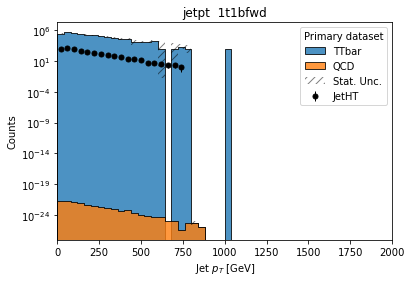 jetpt 1t1bfwd
Primary dataset
TTbar
QCD
Stat. Unc.
JetHT
Counts
10^6
10^1
10^-4
10^-9
10^-14
10^-19
10^-24
0 250 500 750 1000 1250 1500 1750 2000
Jet p_T [GeV]